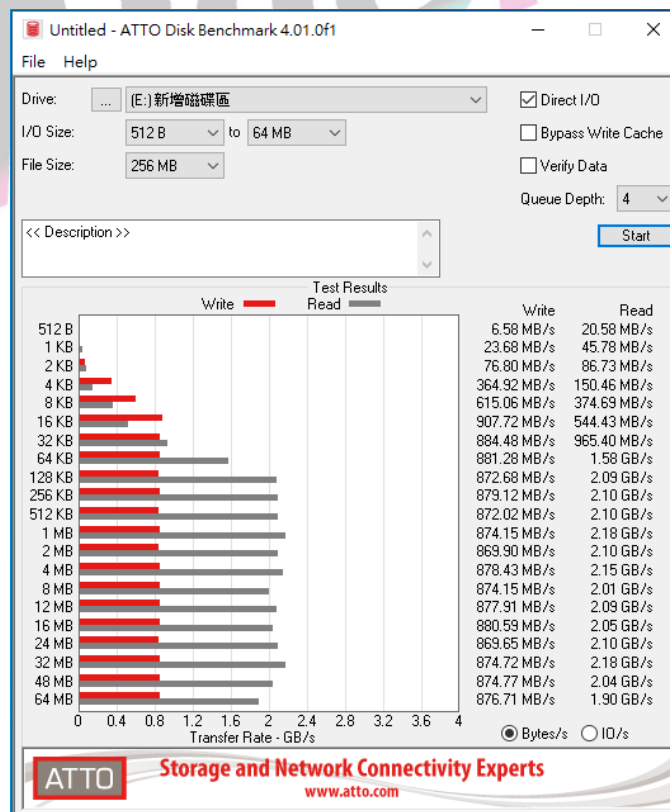 Untitled - ATTO Disk Benchmark 4.01.0f1
File Help
Drive: ... (E:)新增磁碟區 Direct I/O
I/O Size: 512 B to 64 MB Bypass Write Cache
File Size: 256 MB Verify Data
Queue Depth: 4
<< Description >> Start
Test Results
Write Read Write Read
512 B 6.58 MB/s 20.58 MB/s
1 KB 23.68 MB/s 45.78 MB/s
2 KB 76.80 MB/s 86.73 MB/s
4 KB 364.92 MB/s 150.46 MB/s
8 KB 615.06 MB/s 374.69 MB/s
16 KB 907.72 MB/s 544.43 MB/s
32 KB 884.48 MB/s 965.40 MB/s
64 KB 881.28 MB/s 1.58 GB/s
128 KB 872.68 MB/s 2.09 GB/s
256 KB 879.12 MB/s 2.10 GB/s
512 KB 872.02 MB/s 2.10 GB/s
1 MB 874.15 MB/s 2.18 GB/s
2 MB 869.90 MB/s 2.10 GB/s
4 MB 878.43 MB/s 2.15 GB/s
8 MB 874.15 MB/s 2.01 GB/s
12 MB 877.91 MB/s 2.09 GB/s
16 MB 880.59 MB/s 2.05 GB/s
24 MB 869.65 MB/s 2.10 GB/s
32 MB 874.72 MB/s 2.18 GB/s
48 MB 874.77 MB/s 2.04 GB/s
64 MB 876.71 MB/s 1.90 GB/s
0 0.4 0.8 1.2 1.6 2 2.4 2.8 3.2 3.6 4
Transfer Rate - GB/s Bytes/s IO/s
ATTO Storage and Network Connectivity Experts
www.atto.com